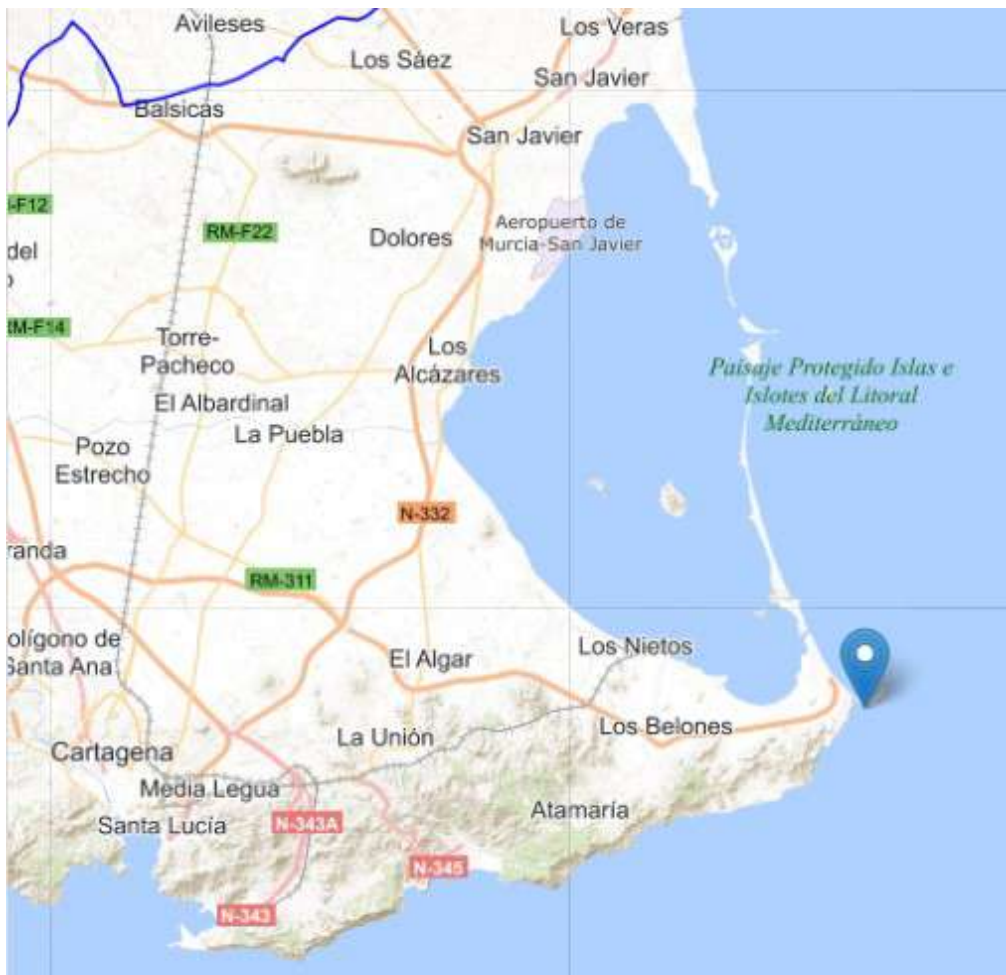 Avileses
Los Veras
Los Sáez
San Javier
Balsicas
San Javier
-F12
RM-F22
Dolores
Aeropuerto de
Murcia-San Javier
del
RM-F14
Torre-
Pacheco
Los
Alcázares
Paisaje Protegido Islas e
Islotes del Litoral
Mediterráneo
El Albardinal
La Puebla
Pozo
Estrecho
N-332
randa
RM-311
olígono de
Santa Ana
El Algar
Los Nietos
Cartagena
La Unión
Los Belones
Media Legua
Atamaría
Santa Lucía
N-343A
N-345
N-343